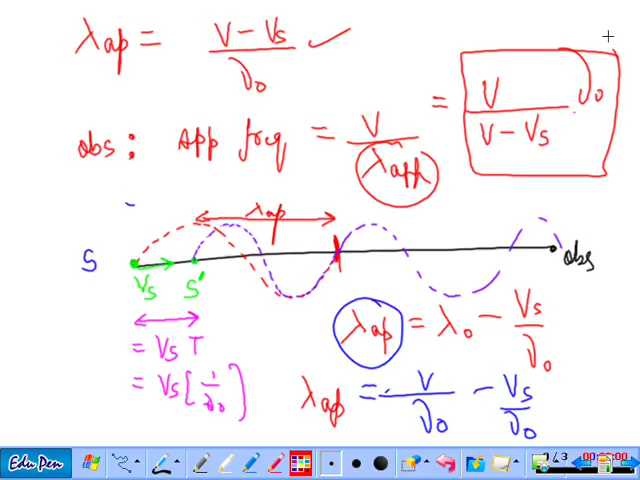 λap = V - Vs / ν₀ ✓
obs : App freq = V / λapp = V / V - Vs ν₀
λap
S Vs S' obs
= Vs T
= Vs [ 1 / ν₀ ]
λap = λ₀ - Vs / ν₀
λap = V / ν₀ - Vs / ν₀
Edu Pen